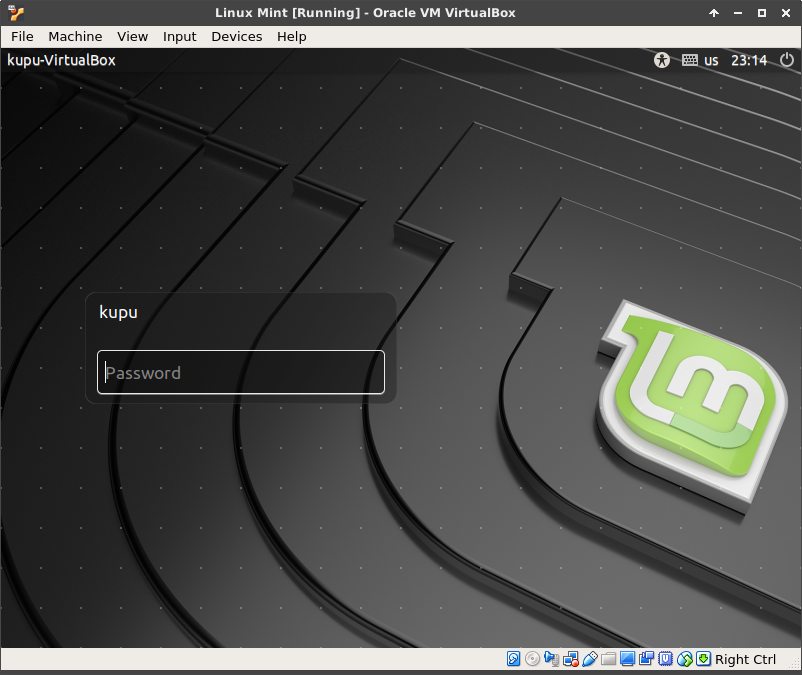 Linux Mint [Running] - Oracle VM VirtualBox
File Machine View Input Devices Help
kupu-VirtualBox us 23:14
kupu
Password
Right Ctrl